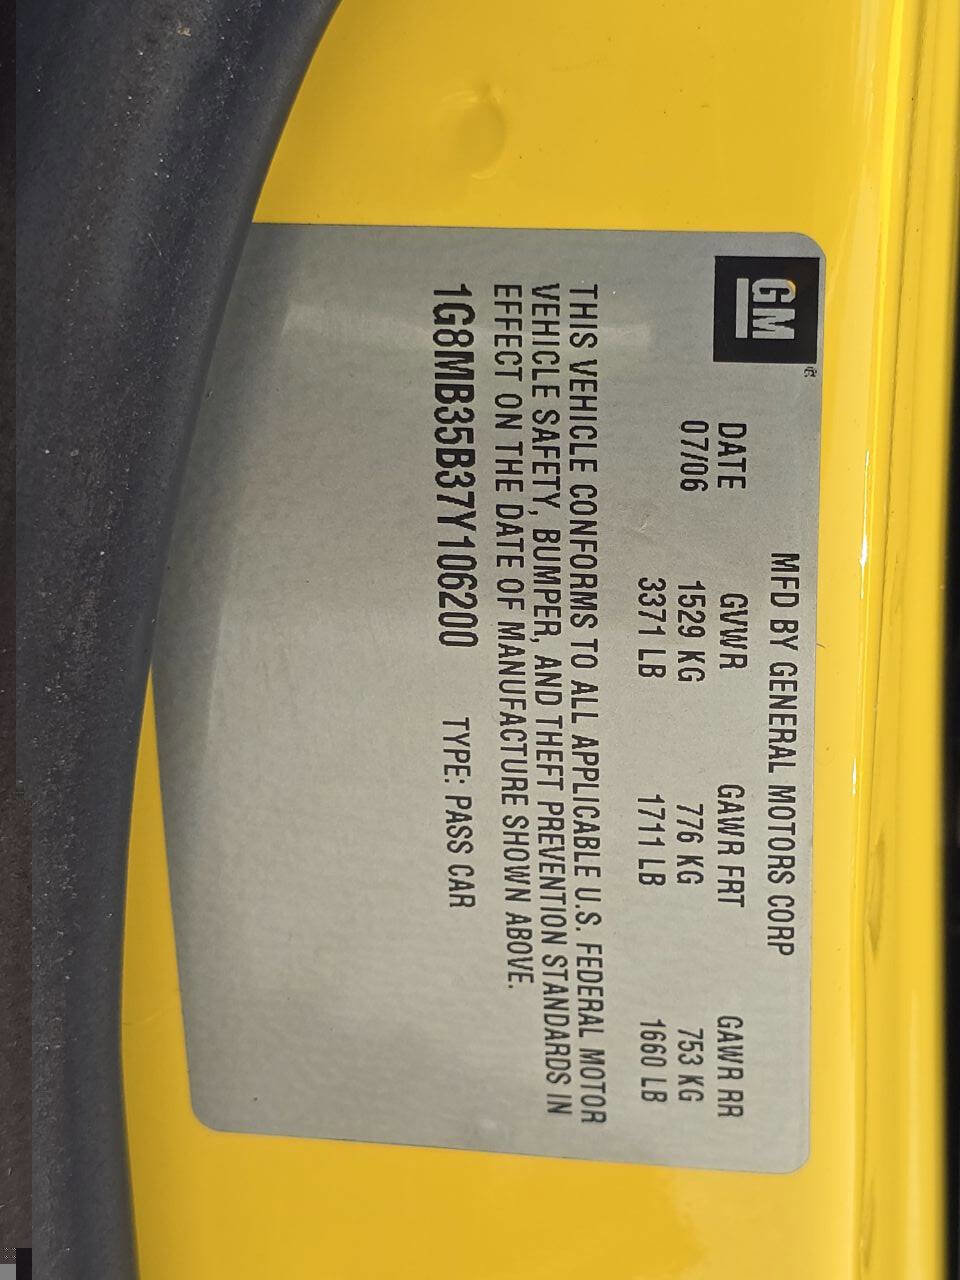 GM
MFD BY GENERAL MOTORS CORP
DATE GVWR GAWR FRT GAWR RR
07/06 1529 KG 776 KG 753 KG
3371 LB 1711 LB 1660 LB
THIS VEHICLE CONFORMS TO ALL APPLICABLE U.S. FEDERAL MOTOR
VEHICLE SAFETY, BUMPER, AND THEFT PREVENTION STANDARDS IN
EFFECT ON THE DATE OF MANUFACTURE SHOWN ABOVE.
1G8MB35B37Y106200 TYPE: PASS CAR